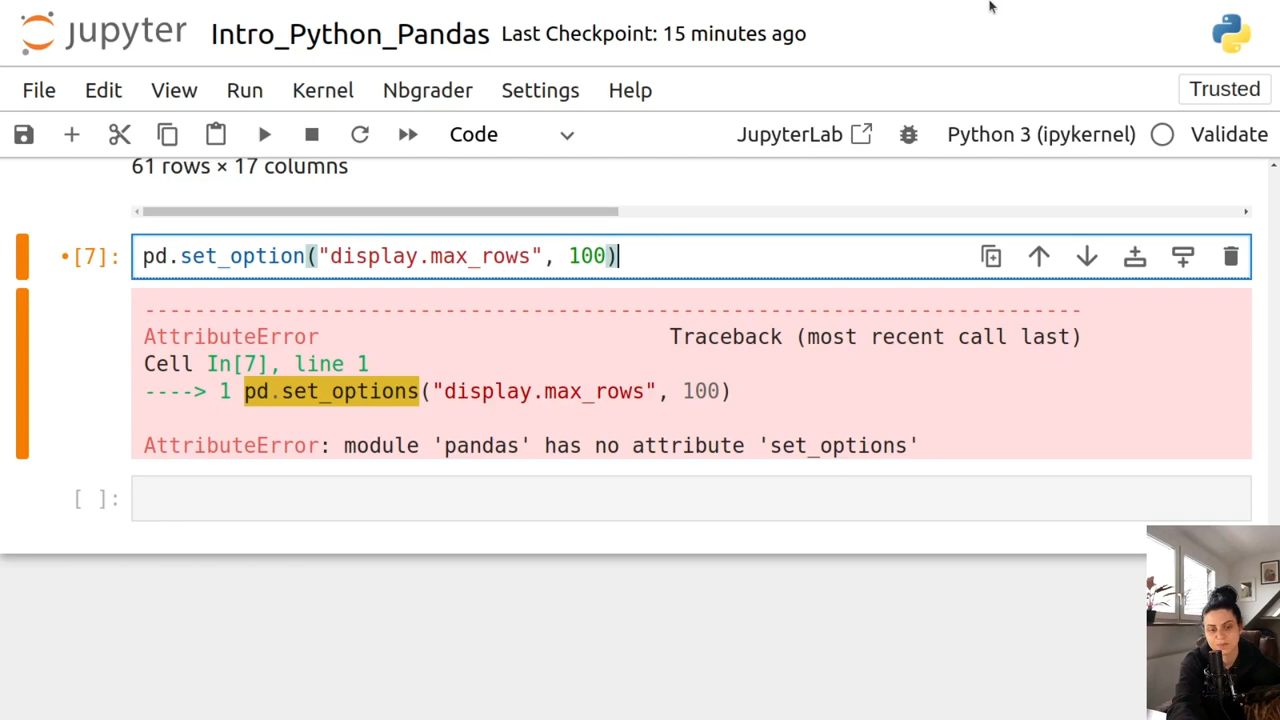 jupyter Intro_Python_Pandas Last Checkpoint: 15 minutes ago
File Edit View Run Kernel Nbgrader Settings Help Trusted
Code JupyterLab Python 3 (ipykernel) Validate
61 rows × 17 columns
[7]: pd.set_option("display.max_rows", 100)
---------------------------------------------------------------------------
AttributeError Traceback (most recent call last)
Cell In[7], line 1
----> 1 pd.set_options("display.max_rows", 100)
AttributeError: module 'pandas' has no attribute 'set_options'
[ ]: